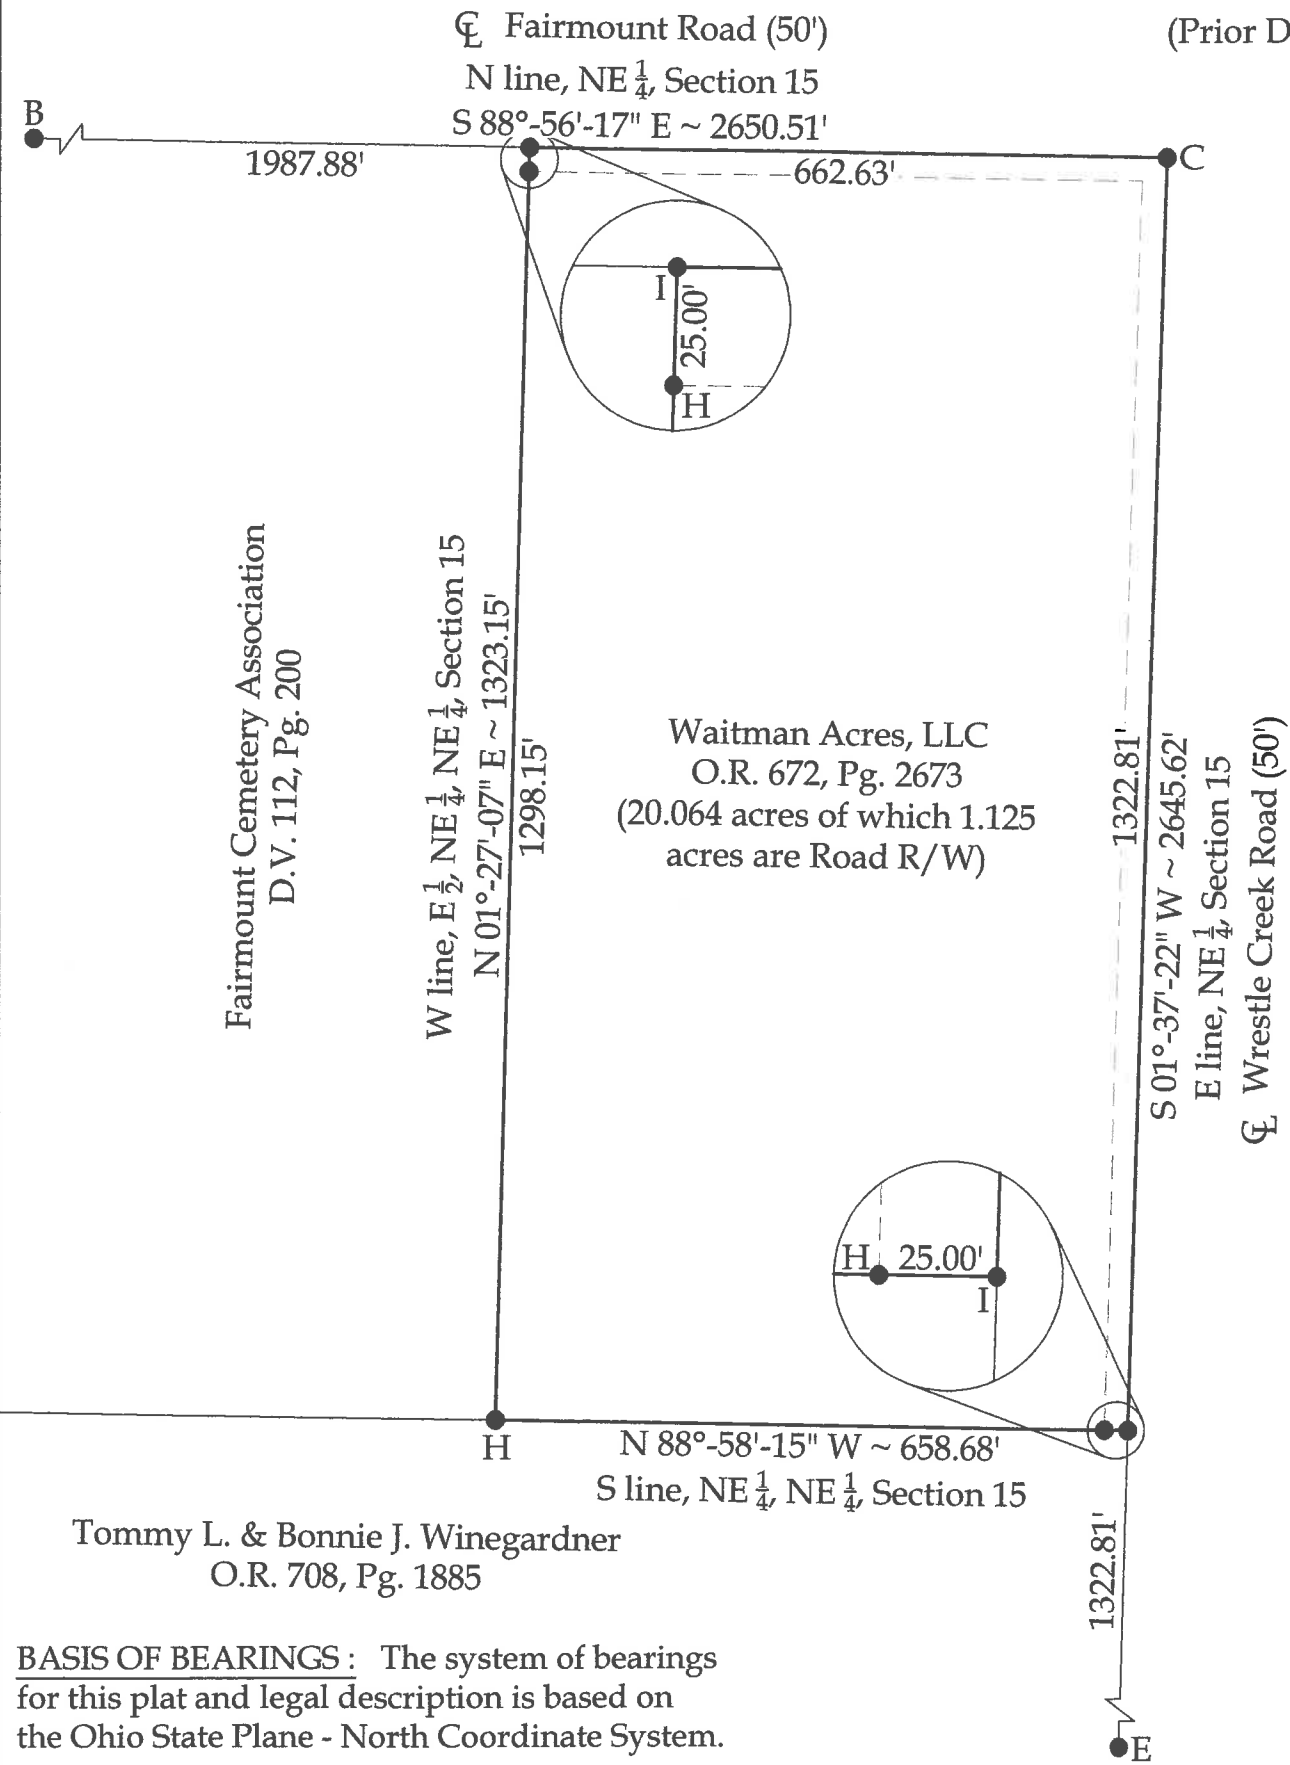 ℄ Fairmount Road (50')
(Prior D
N line, NE 1/4, Section 15
S 88°-56'-17" E ~ 2650.51'
B
1987.88'
662.63'
C
I
25.00'
H
Fairmount Cemetery Association
D.V. 112, Pg. 200
W line, E 1/2, NE 1/4, NE 1/4, Section 15
N 01°-27'-07" E ~ 1323.15'
1298.15'
Waitman Acres, LLC
O.R. 672, Pg. 2673
(20.064 acres of which 1.125
acres are Road R/W)
1322.81'
S 01°-37'-22" W ~ 2645.62'
E line, NE 1/4, Section 15
℄ Wrestle Creek Road (50')
H 25.00'
I
H
N 88°-58'-15" W ~ 658.68'
S line, NE 1/4, NE 1/4, Section 15
Tommy L. & Bonnie J. Winegardner
O.R. 708, Pg. 1885
1322.81'
E
BASIS OF BEARINGS : The system of bearings
for this plat and legal description is based on
the Ohio State Plane - North Coordinate System.